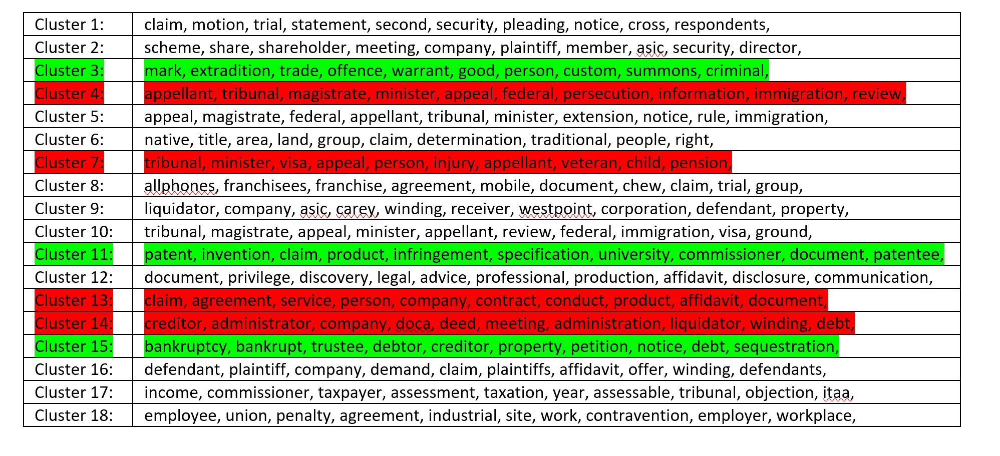 Cluster 1: claim, motion, trial, statement, second, security, pleading, notice, cross, respondents,
Cluster 2: scheme, share, shareholder, meeting, company, plaintiff, member, asic, security, director,
Cluster 3: mark, extradition, trade, offence, warrant, good, person, custom, summons, criminal,
Cluster 4: appellant, tribunal, magistrate, minister, appeal, federal, persecution, information, immigration, review,
Cluster 5: appeal, magistrate, federal, appellant, tribunal, minister, extension, notice, rule, immigration,
Cluster 6: native, title, area, land, group, claim, determination, traditional, people, right,
Cluster 7: tribunal, minister, visa, appeal, person, injury, appellant, veteran, child, pension,
Cluster 8: allphones, franchisees, franchise, agreement, mobile, document, chew, claim, trial, group,
Cluster 9: liquidator, company, asic, carey, winding, receiver, westpoint, corporation, defendant, property,
Cluster 10: tribunal, magistrate, appeal, minister, appellant, review, federal, immigration, visa, ground,
Cluster 11: patent, invention, claim, product, infringement, specification, university, commissioner, document, patentee,
Cluster 12: document, privilege, discovery, legal, advice, professional, production, affidavit, disclosure, communication,
Cluster 13: claim, agreement, service, person, company, contract, conduct, product, affidavit, document,
Cluster 14: creditor, administrator, company, doca, deed, meeting, administration, liquidator, winding, debt,
Cluster 15: bankruptcy, bankrupt, trustee, debtor, creditor, property, petition, notice, debt, sequestration,
Cluster 16: defendant, plaintiff, company, demand, claim, plaintiffs, affidavit, offer, winding, defendants,
Cluster 17: income, commissioner, taxpayer, assessment, taxation, year, assessable, tribunal, objection, itaa,
Cluster 18: employee, union, penalty, agreement, industrial, site, work, contravention, employer, workplace,